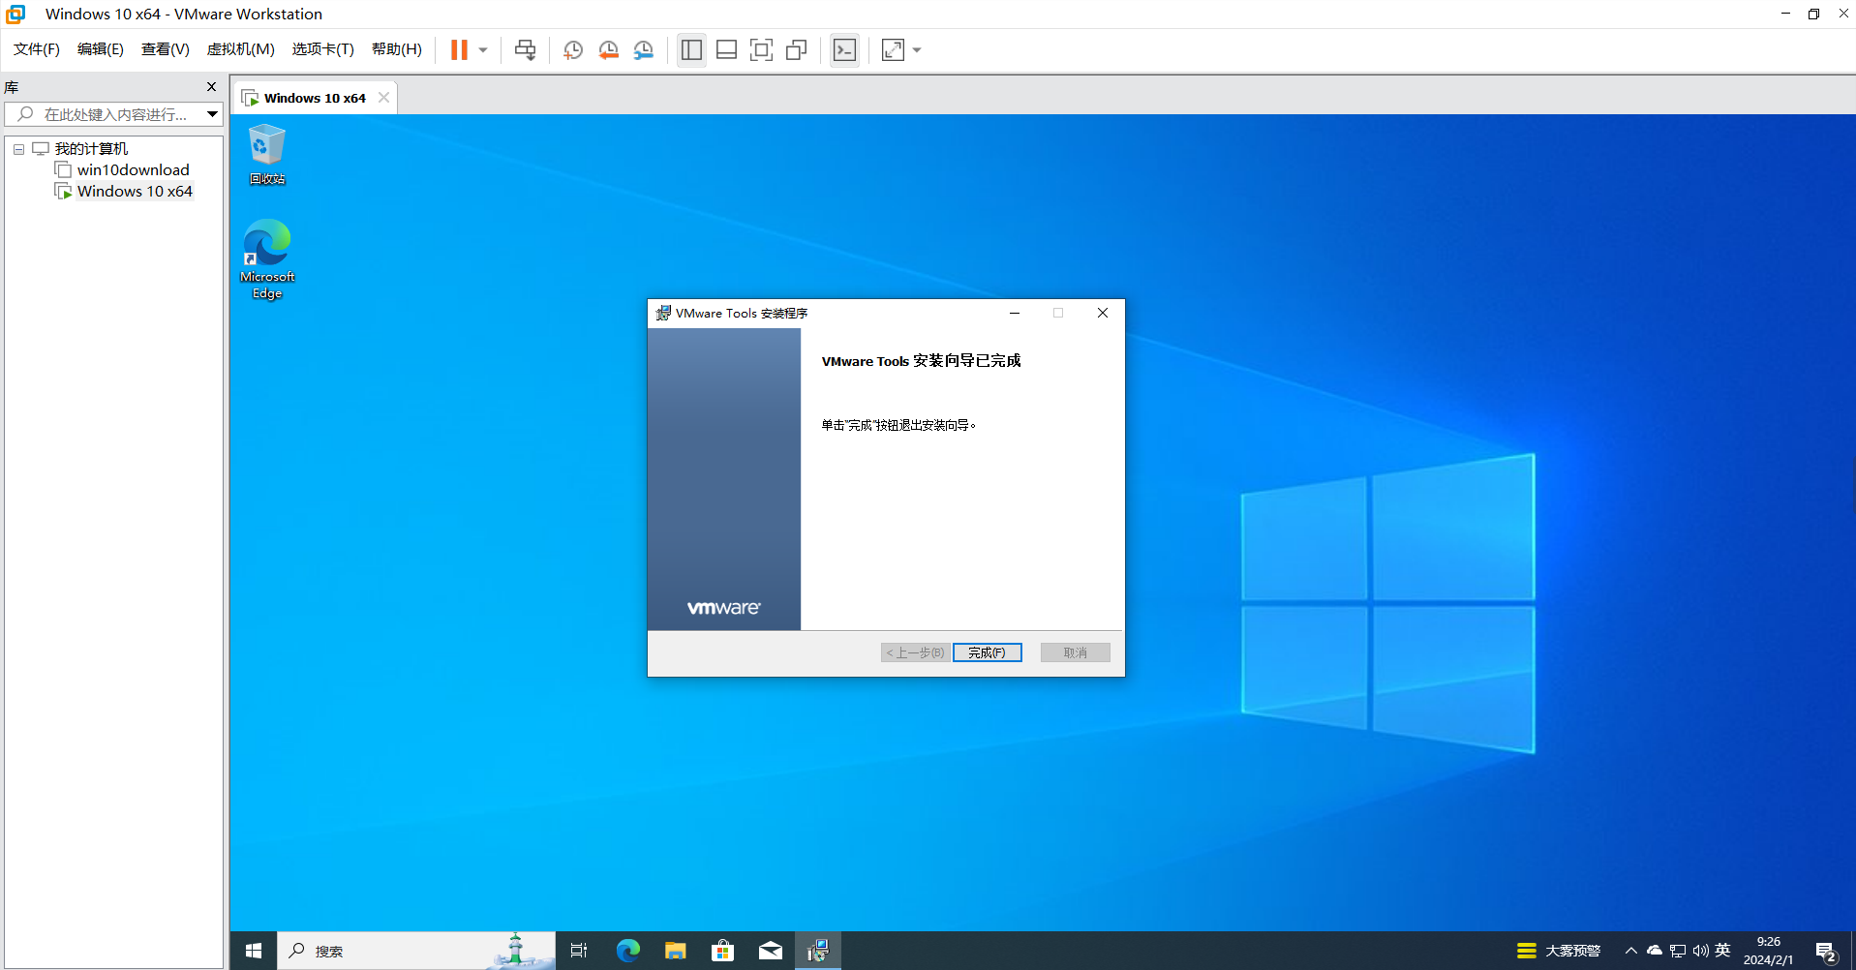 Windows 10 x64 - VMware Workstation
文件(F) 编辑(E) 查看(V) 虚拟机(M) 选项卡(T) 帮助(H)
库
在此处键入内容进行...
我的计算机
win10download
Windows 10 x64
Windows 10 x64
回收站
Microsoft
Edge
VMware Tools 安装程序
VMware Tools 安装向导已完成
单击"完成"按钮退出安装向导。
vmware
< 上一步(B) 完成(F) 取消
搜索
大雾预警
英
9:26
2024/2/1
2